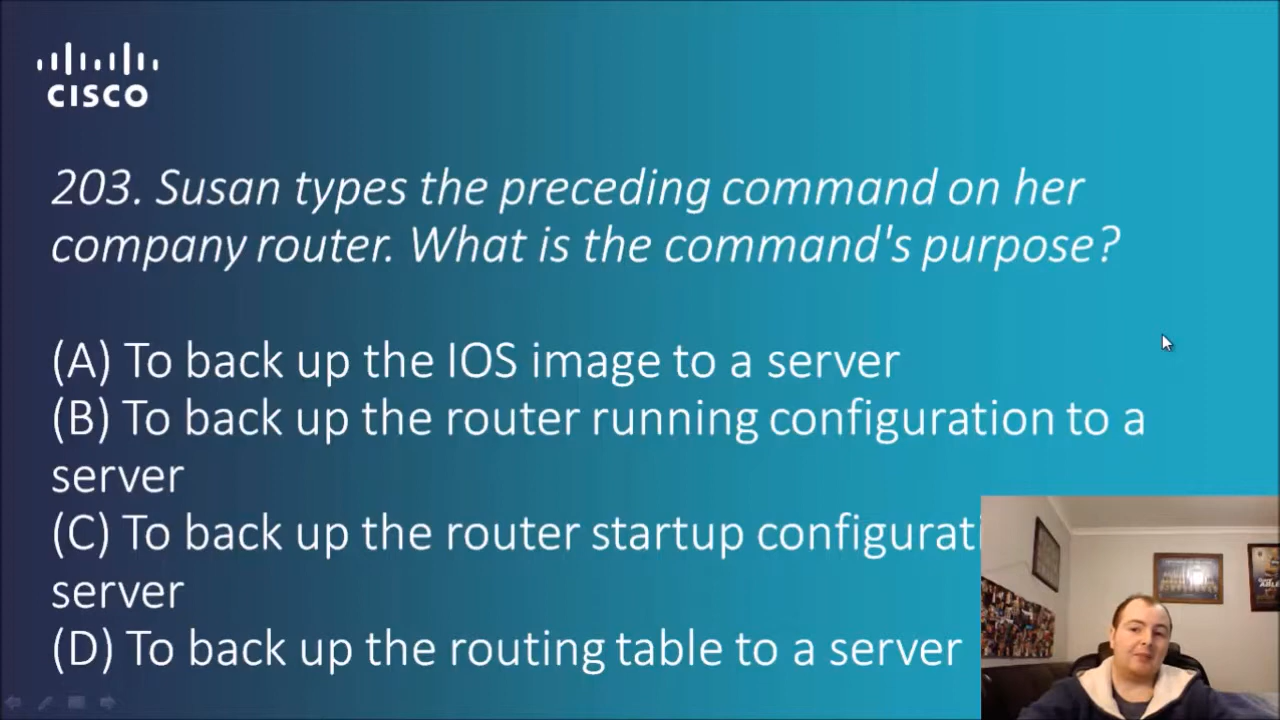 CISCO
203. Susan types the preceding command on her
company router. What is the command's purpose?
(A) To back up the IOS image to a server
(B) To back up the router running configuration to a
server
(C) To back up the router startup configurati
server
(D) To back up the routing table to a server